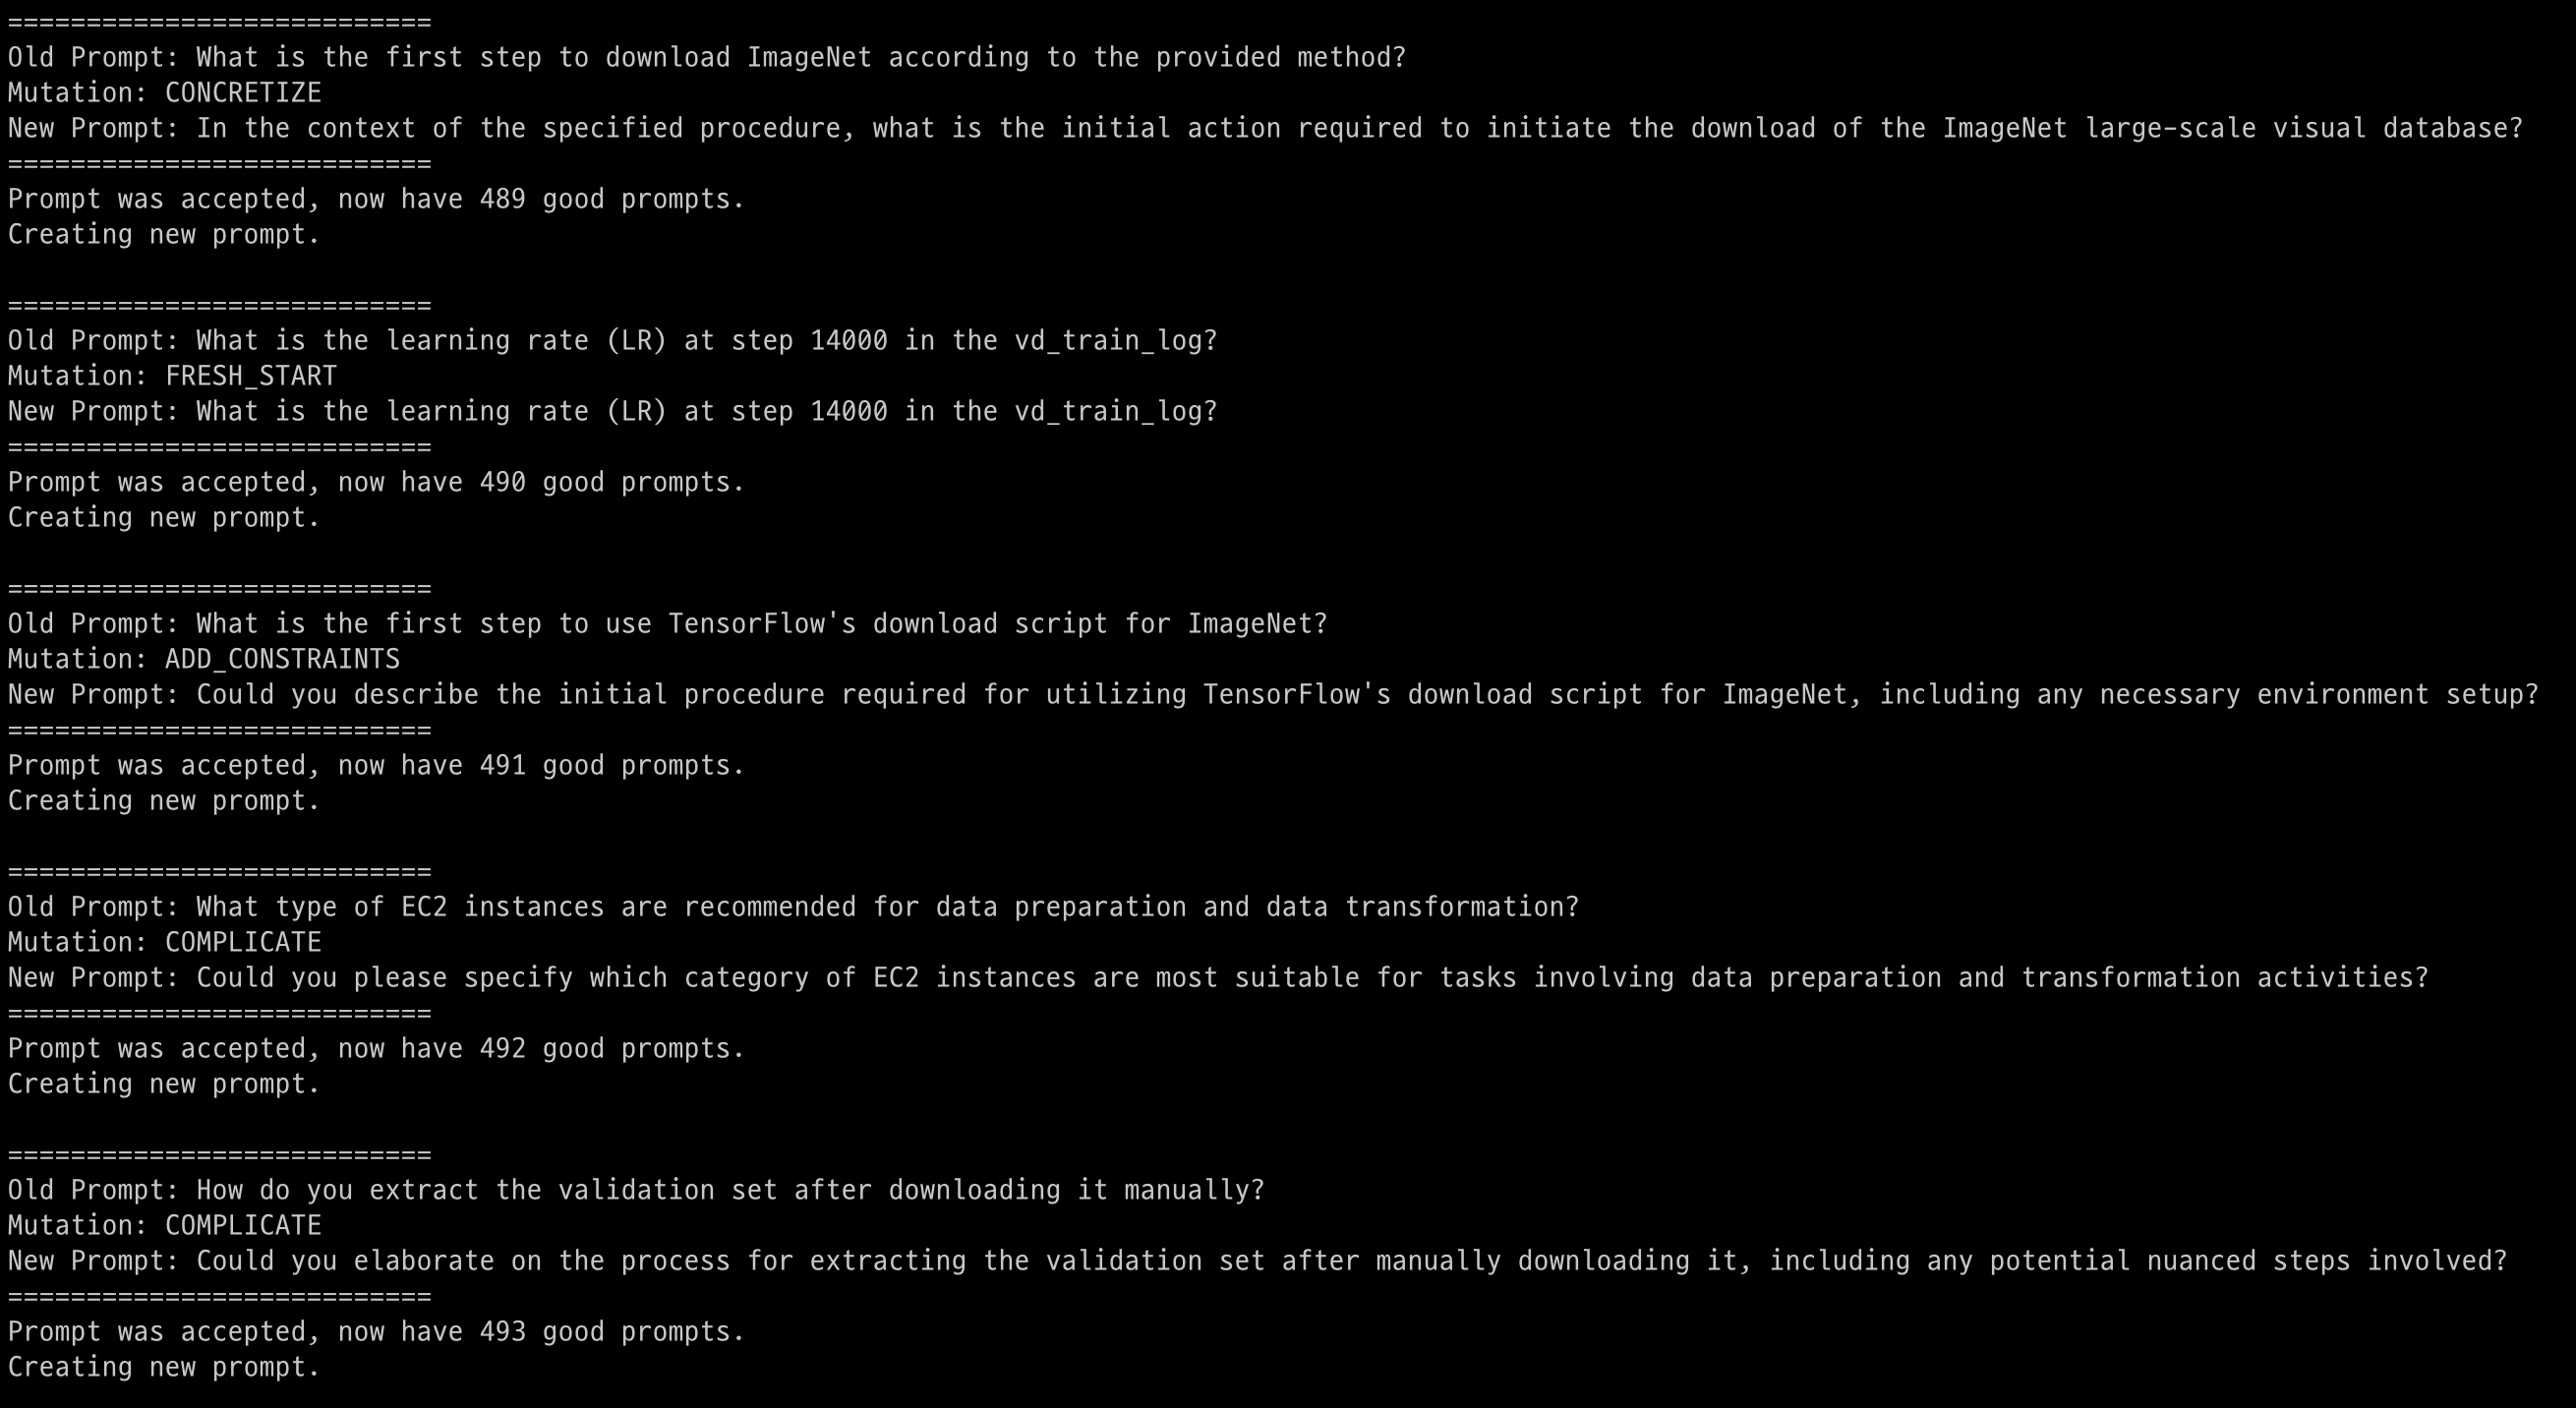 ===========================
Old Prompt: What is the first step to download ImageNet according to the provided method?
Mutation: CONCRETIZE
New Prompt: In the context of the specified procedure, what is the initial action required to initiate the download of the ImageNet large-scale visual database?
===========================
Prompt was accepted, now have 489 good prompts.
Creating new prompt.
===========================
Old Prompt: What is the learning rate (LR) at step 14000 in the vd_train_log?
Mutation: FRESH_START
New Prompt: What is the learning rate (LR) at step 14000 in the vd_train_log?
===========================
Prompt was accepted, now have 490 good prompts.
Creating new prompt.
===========================
Old Prompt: What is the first step to use TensorFlow's download script for ImageNet?
Mutation: ADD_CONSTRAINTS
New Prompt: Could you describe the initial procedure required for utilizing TensorFlow's download script for ImageNet, including any necessary environment setup?
===========================
Prompt was accepted, now have 491 good prompts.
Creating new prompt.
===========================
Old Prompt: What type of EC2 instances are recommended for data preparation and data transformation?
Mutation: COMPLICATE
New Prompt: Could you please specify which category of EC2 instances are most suitable for tasks involving data preparation and transformation activities?
===========================
Prompt was accepted, now have 492 good prompts.
Creating new prompt.
===========================
Old Prompt: How do you extract the validation set after downloading it manually?
Mutation: COMPLICATE
New Prompt: Could you elaborate on the process for extracting the validation set after manually downloading it, including any potential nuanced steps involved?
===========================
Prompt was accepted, now have 493 good prompts.
Creating new prompt.